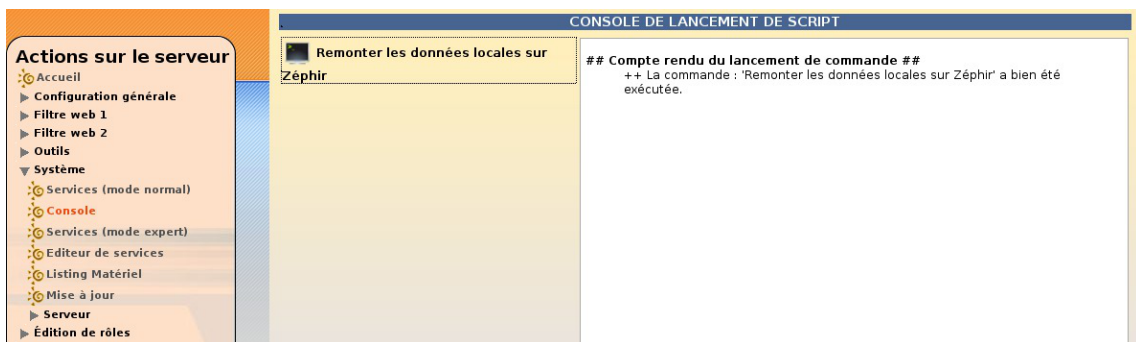 CONSOLE DE LANCEMENT DE SCRIPT
Actions sur le serveur
Accueil
Configuration générale
Filtre web 1
Filtre web 2
Outils
Système
Services (mode normal)
Console
Services (mode expert)
Editeur de services
Listing Matériel
Mise à jour
Serveur
Édition de rôles
Remonter les données locales sur
Zéphir
## Compte rendu du lancement de commande ##
++ La commande : 'Remonter les données locales sur Zéphir' a bien été
exécutée.